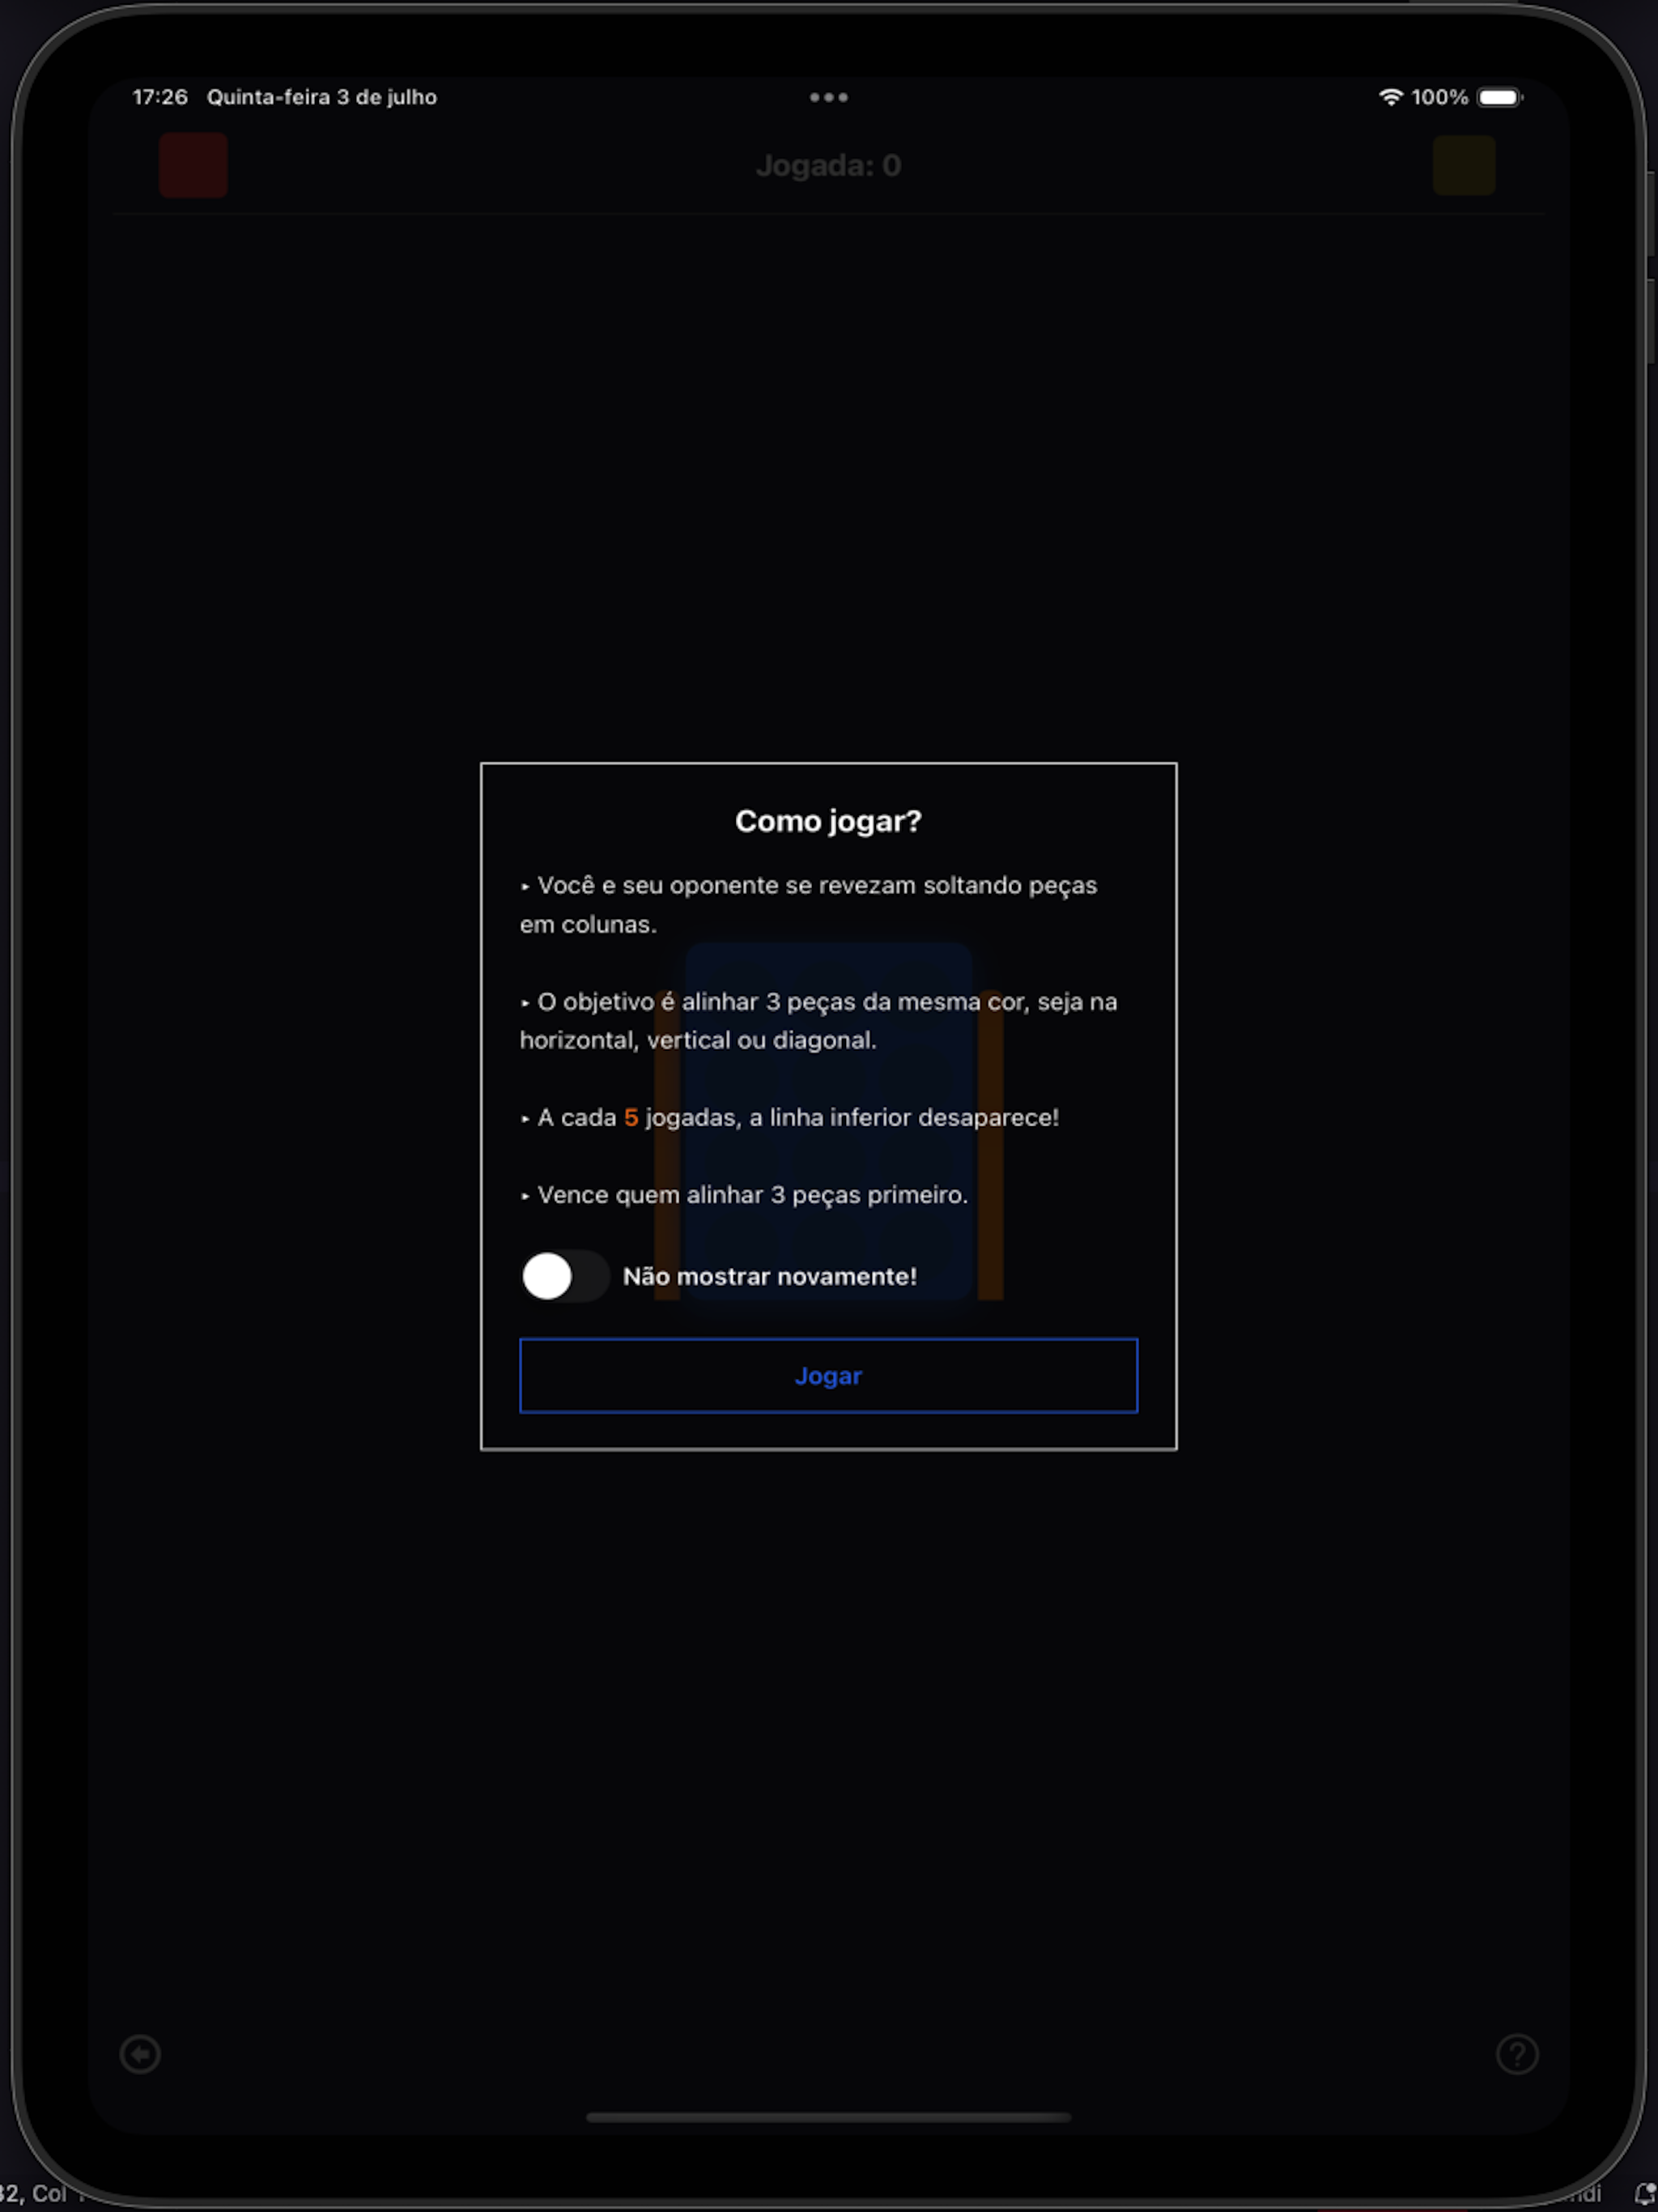 17:26 Quinta-feira 3 de julho
100%
Jogada: 0
Como jogar?
▸ Você e seu oponente se revezam soltando peças
em colunas.
▸ O objetivo é alinhar 3 peças da mesma cor, seja na
horizontal, vertical ou diagonal.
▸ A cada 5 jogadas, a linha inferior desaparece!
▸ Vence quem alinhar 3 peças primeiro.
Não mostrar novamente!
Jogar
?
32, Col